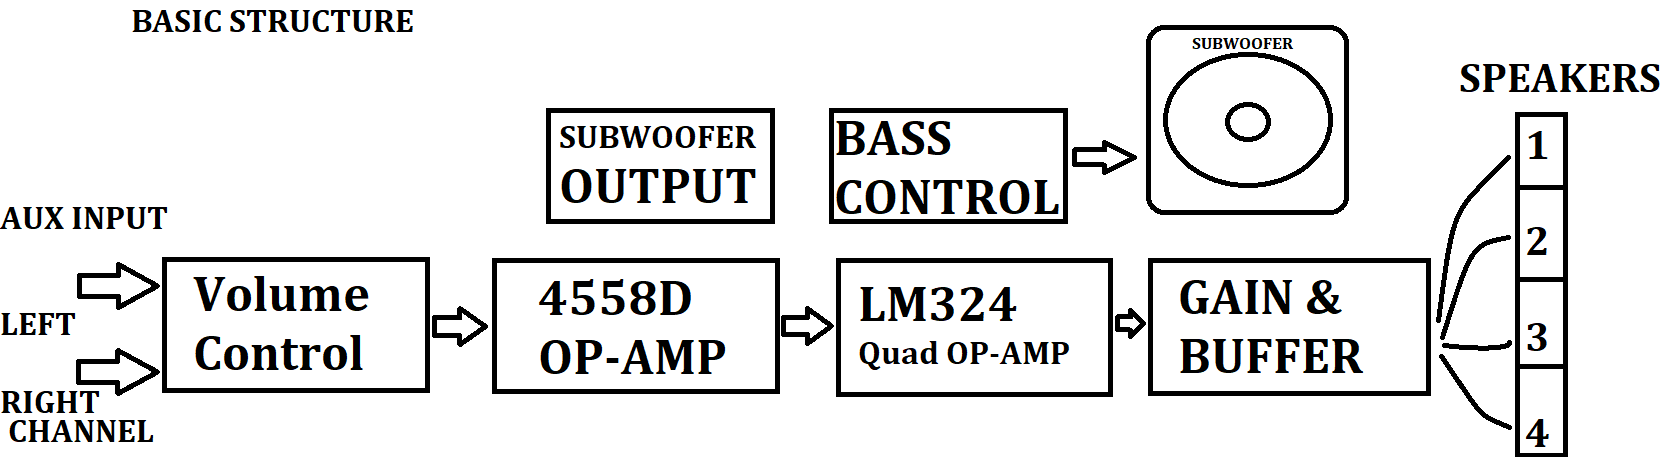 BASIC STRUCTURE
SUBWOOFER
SPEAKERS
SUBWOOFER
OUTPUT
BASS
CONTROL
AUX INPUT
LEFT
RIGHT
CHANNEL
Volume
Control
4558D
OP-AMP
LM324
Quad OP-AMP
GAIN &
BUFFER
1
2
3
4